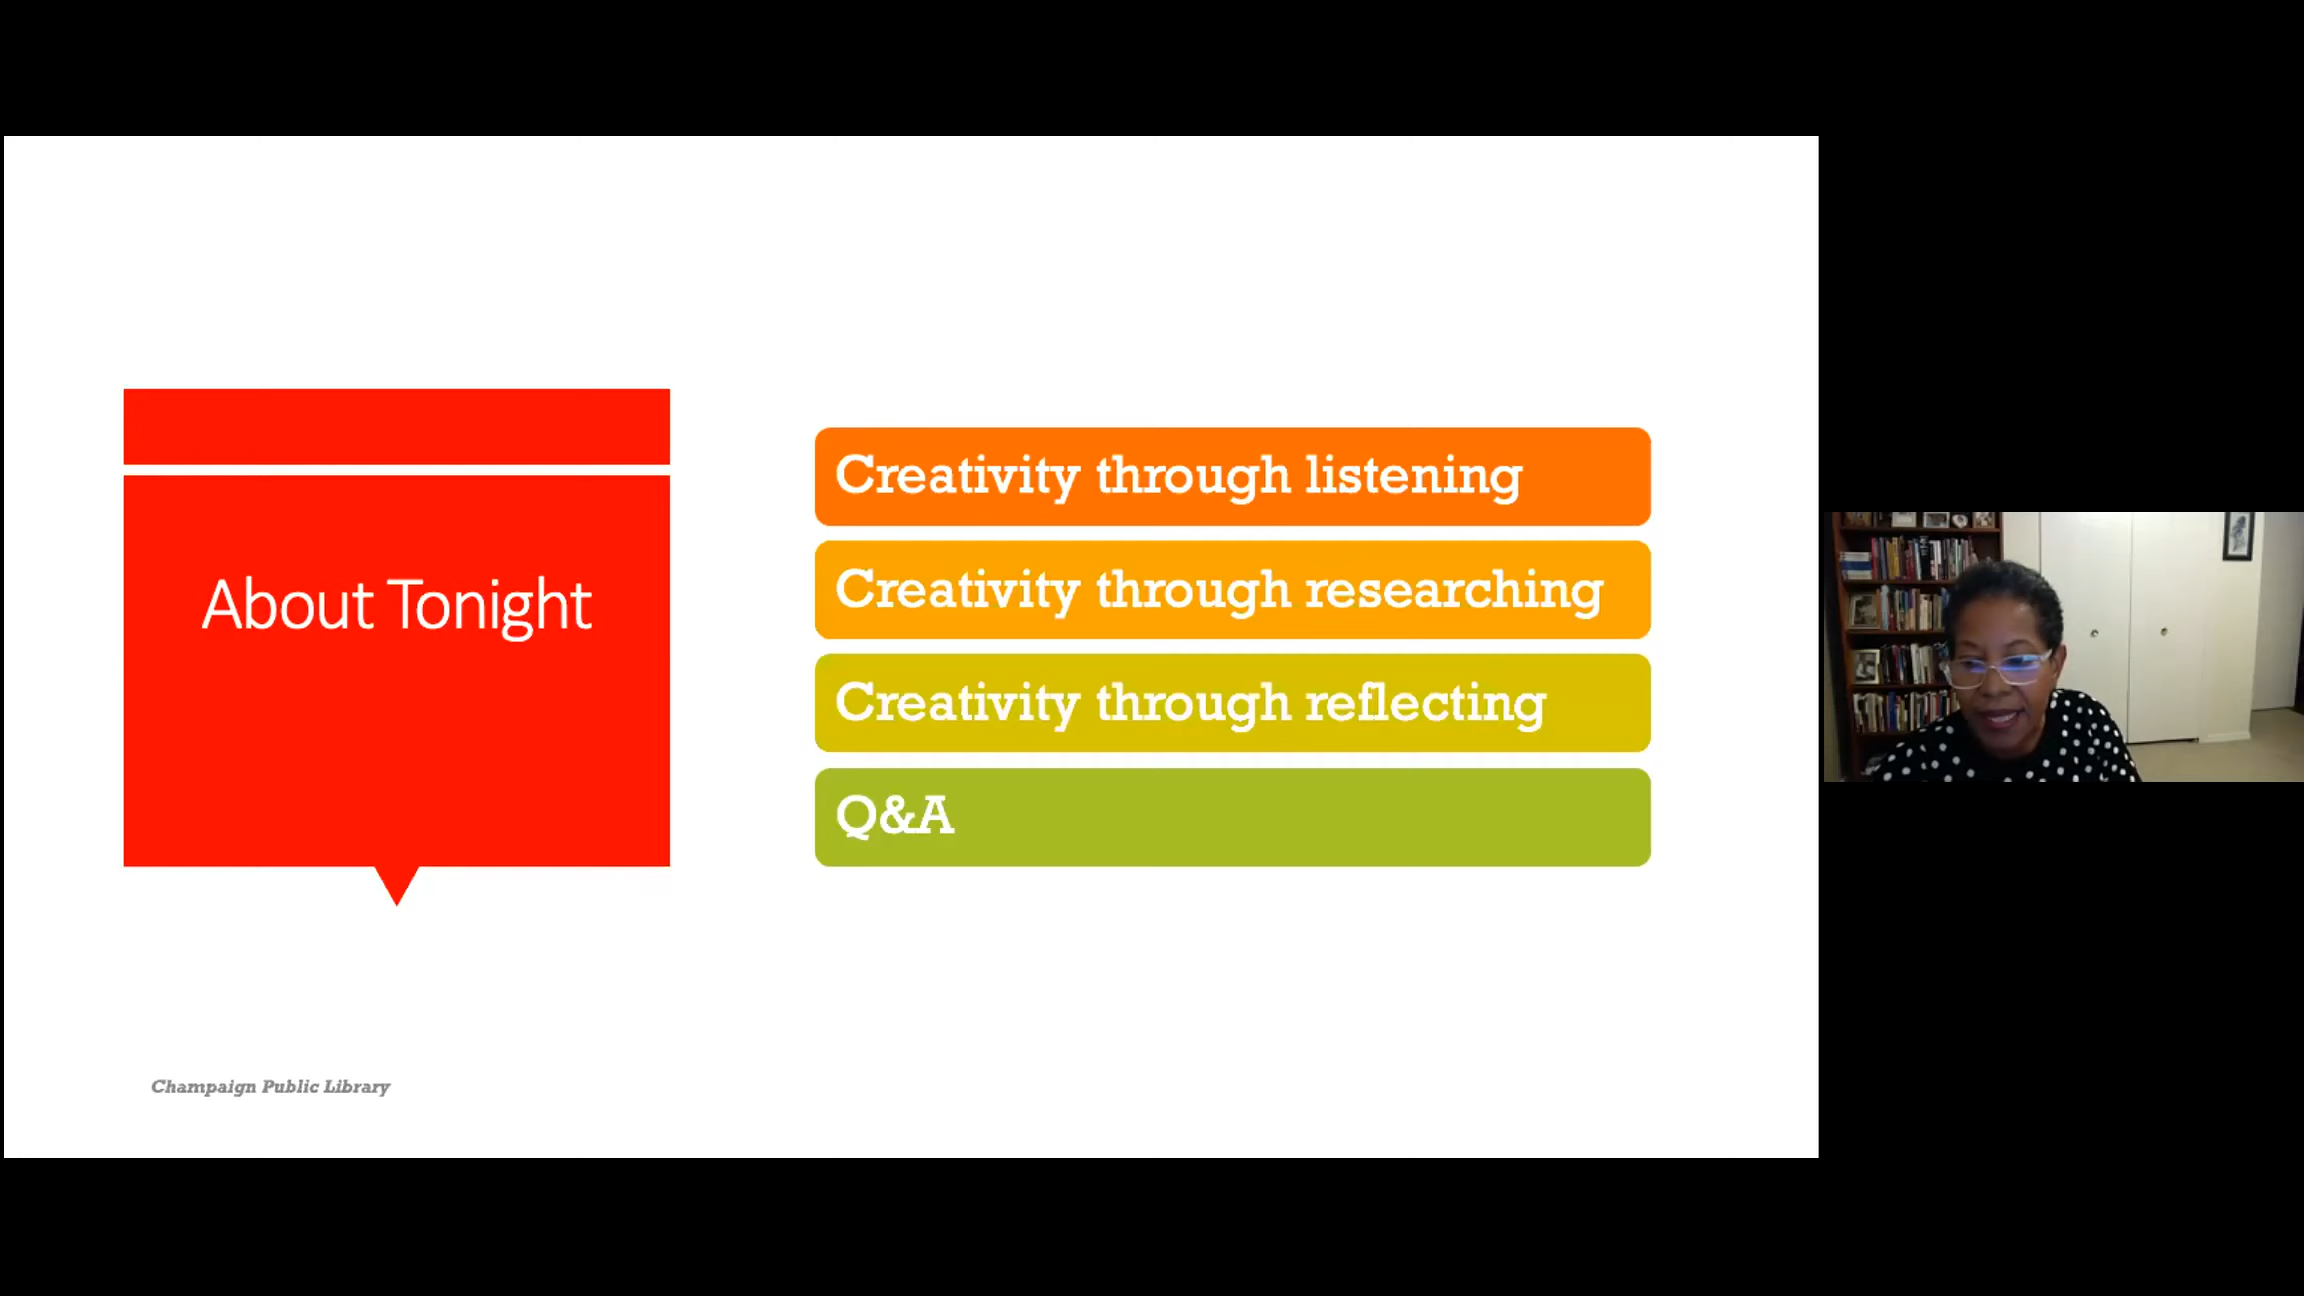 About Tonight
Creativity through listening
Creativity through researching
Creativity through reflecting
Q&A
Champaign Public Library